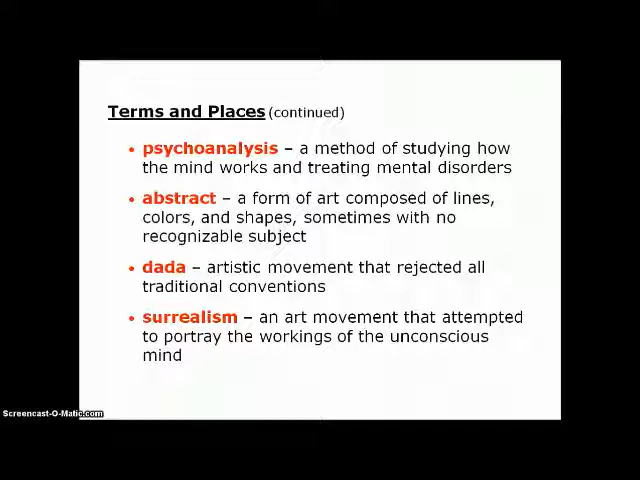 Terms and Places (continued)
• psychoanalysis – a method of studying how
the mind works and treating mental disorders
• abstract – a form of art composed of lines,
colors, and shapes, sometimes with no
recognizable subject
• dada – artistic movement that rejected all
traditional conventions
• surrealism – an art movement that attempted
to portray the workings of the unconscious
mind
Screencast-O-Matic.com